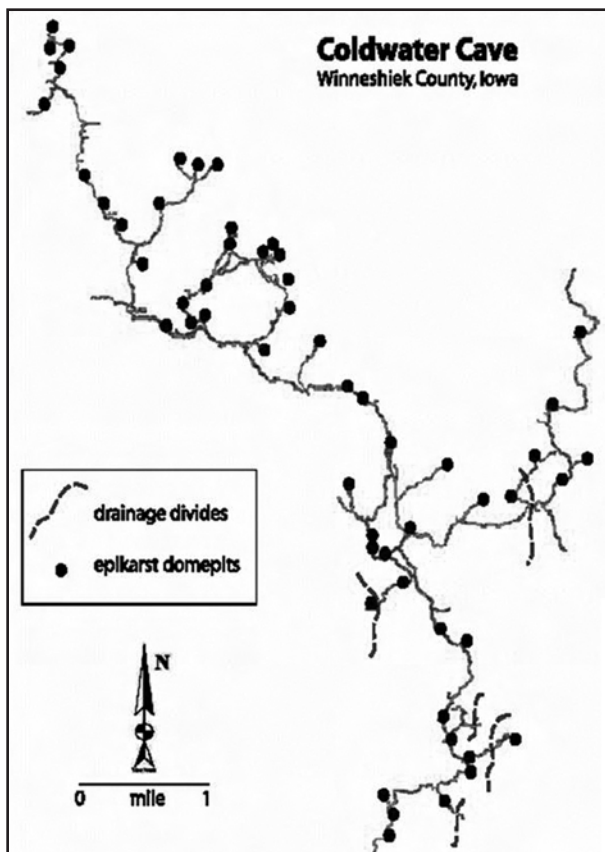 Coldwater Cave
Winneshiek County, Iowa
drainage divides
epikarst domepits
N
0 mile 1